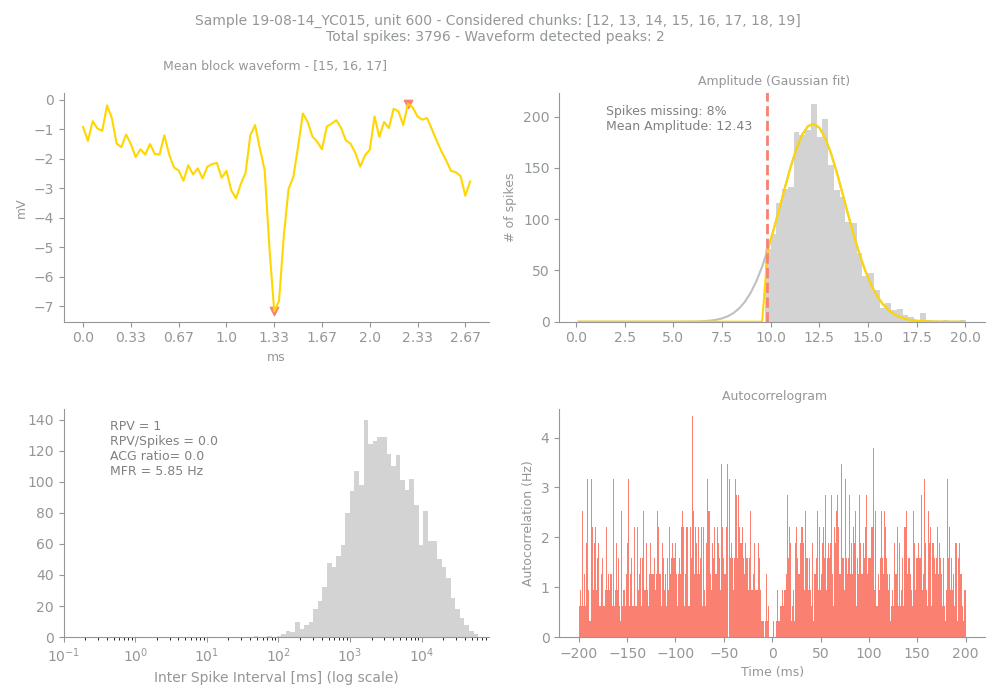 Sample 19-08-14_YC015, unit 600 - Considered chunks: [12, 13, 14, 15, 16, 17, 18, 19]
Total spikes: 3796 - Waveform detected peaks: 2
Mean block waveform - [15, 16, 17]
0
−1
−2
−3
−4
−5
−6
−7
mV
0.0 0.33 0.67 1.0 1.33 1.67 2.0 2.33 2.67
ms
Amplitude (Gaussian fit)
Spikes missing: 8%
Mean Amplitude: 12.43
200
150
100
50
0
# of spikes
0.0 2.5 5.0 7.5 10.0 12.5 15.0 17.5 20.0
RPV = 1
RPV/Spikes = 0.0
ACG ratio= 0.0
MFR = 5.85 Hz
140
120
100
80
60
40
20
0
10⁻¹ 10⁰ 10¹ 10² 10³ 10⁴
Inter Spike Interval [ms] (log scale)
Autocorrelogram
4
3
2
1
0
Autocorrelation (Hz)
−200 −150 −100 −50 0 50 100 150 200
Time (ms)